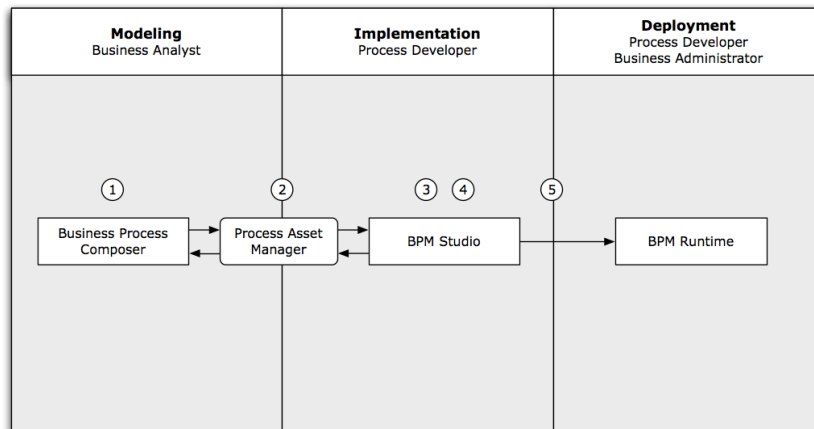 Modeling
Business Analyst
Implementation
Process Developer
Deployment
Process Developer
Business Administrator
1
2
3
4
5
Business Process
Composer
Process Asset
Manager
BPM Studio
BPM Runtime